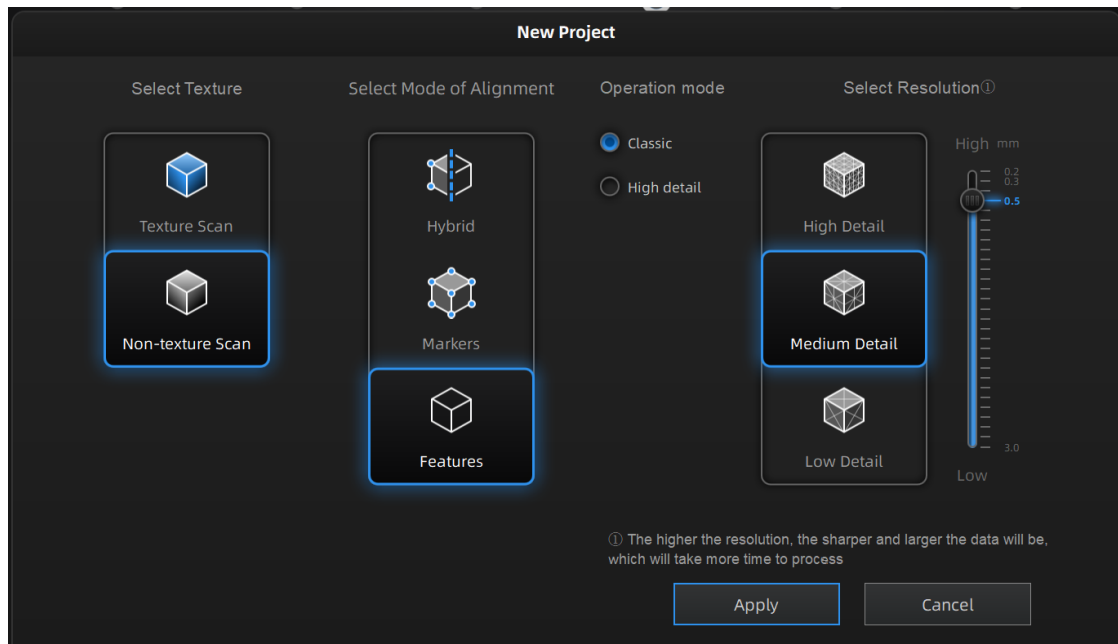 New Project
Select Texture
Select Mode of Alignment
Operation mode
Select Resolution①
Texture Scan
Non-texture Scan
Hybrid
Markers
Features
Classic
High detail
High Detail
Medium Detail
Low Detail
High mm
0.2
0.3
0.5
3.0
Low
① The higher the resolution, the sharper and larger the data will be,
which will take more time to process
Apply
Cancel